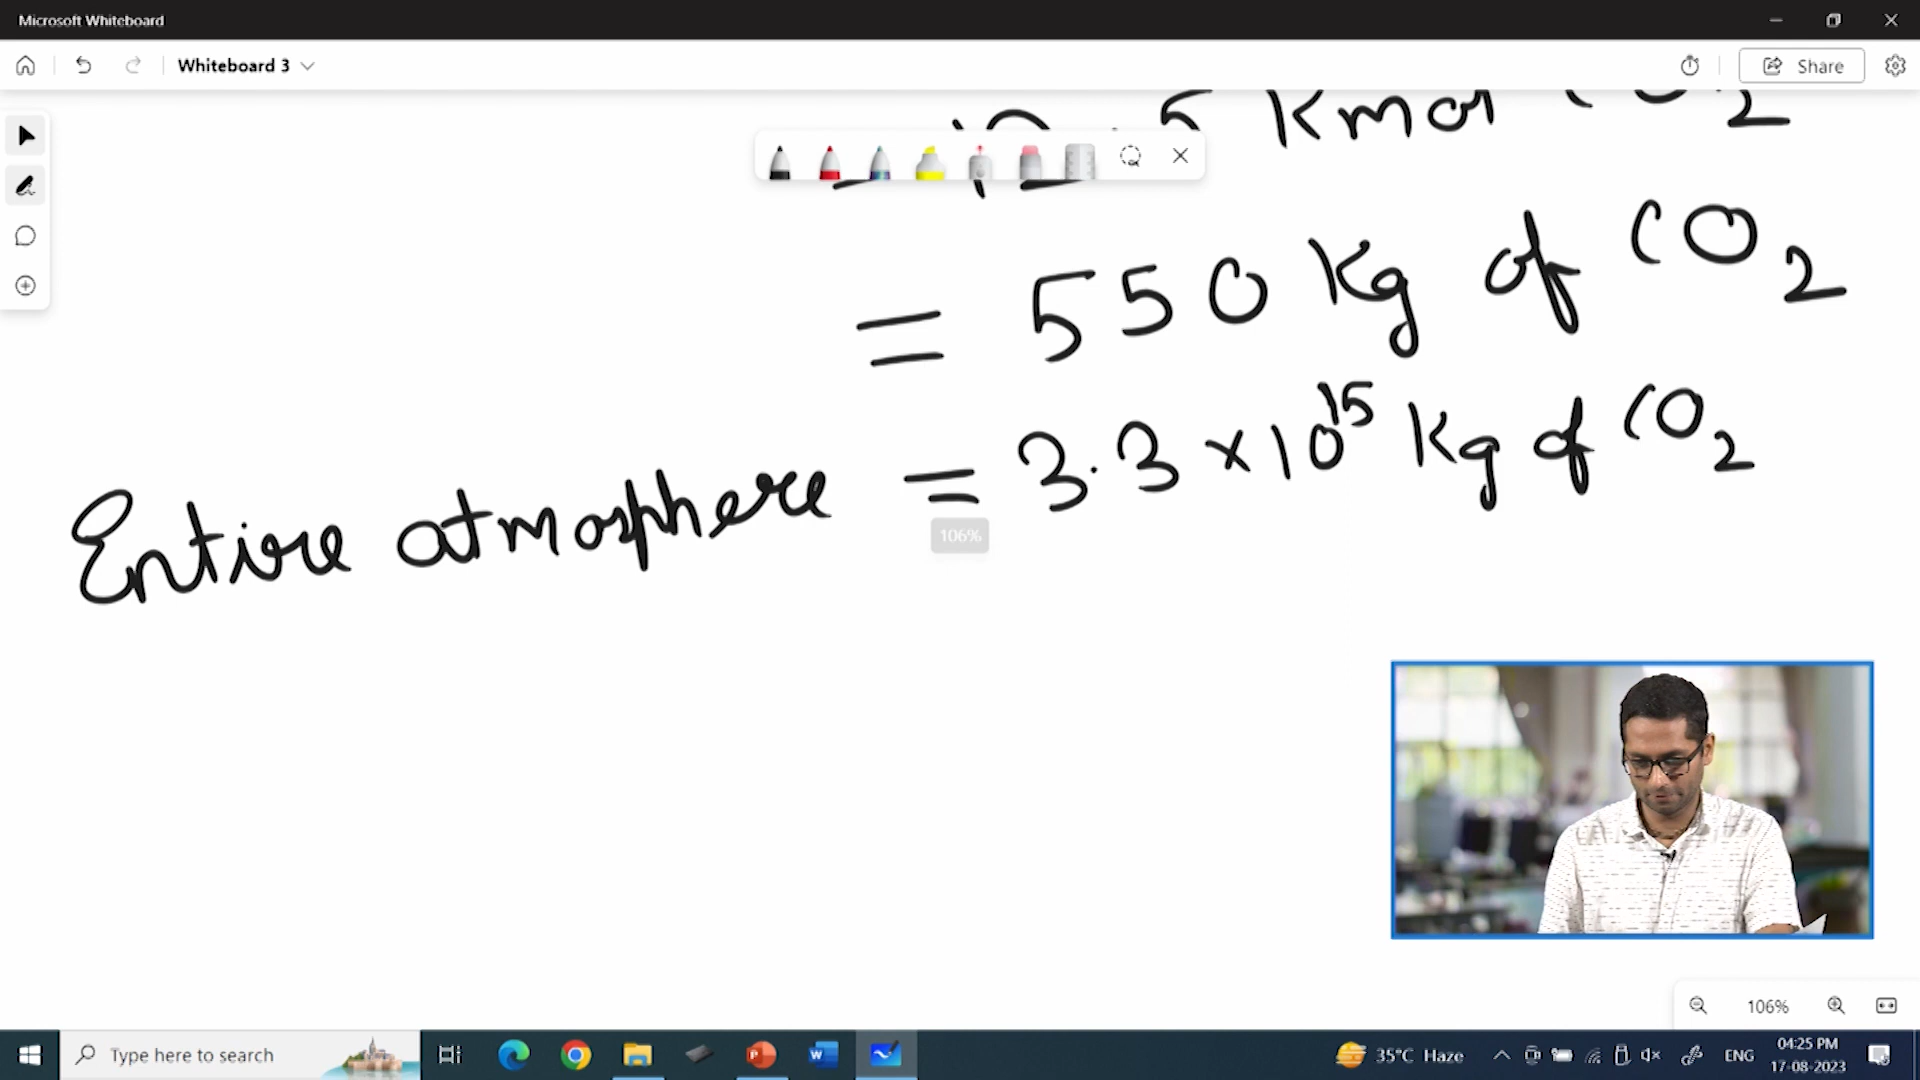 Microsoft Whiteboard
Whiteboard 3
Share
Kmol CO2
= 550 Kg of CO2
Entire atmosphere = 3.3 × 10^15 Kg of CO2
106%
106%
Type here to search
35°C Haze
ENG
04:25 PM
17-08-2023